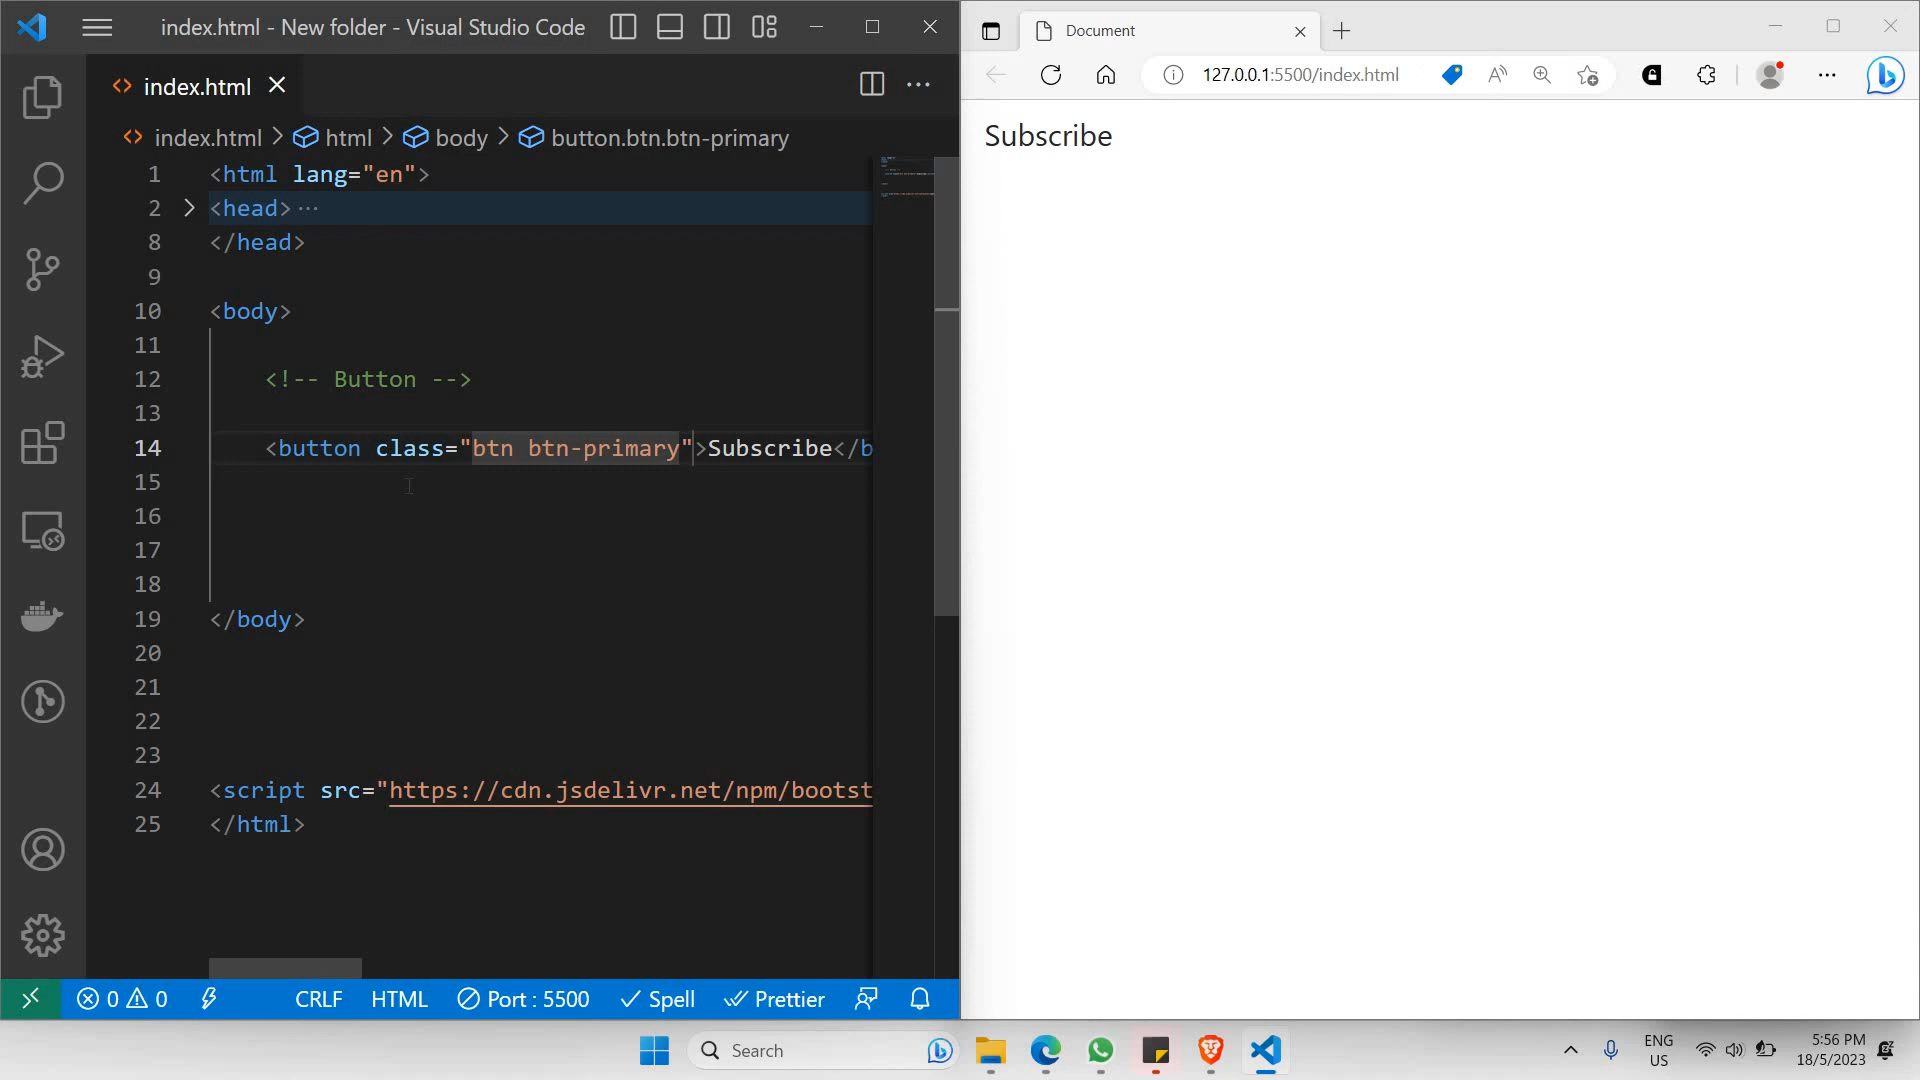 index.html - New folder - Visual Studio Code
index.html
index.html > html > body > button.btn.btn-primary
1 <html lang="en">
2 <head> ···
8 </head>
9
10 <body>
11
12 <!-- Button -->
13
14 <button class="btn btn-primary">Subscribe</b
15
16
17
18
19 </body>
20
21
22
23
24 <script src="https://cdn.jsdelivr.net/npm/bootst
25 </html>
0 0 CRLF HTML Port : 5500 Spell Prettier
Document
127.0.0.1:5500/index.html
Subscribe
Search
ENG
US
5:56 PM
18/5/2023